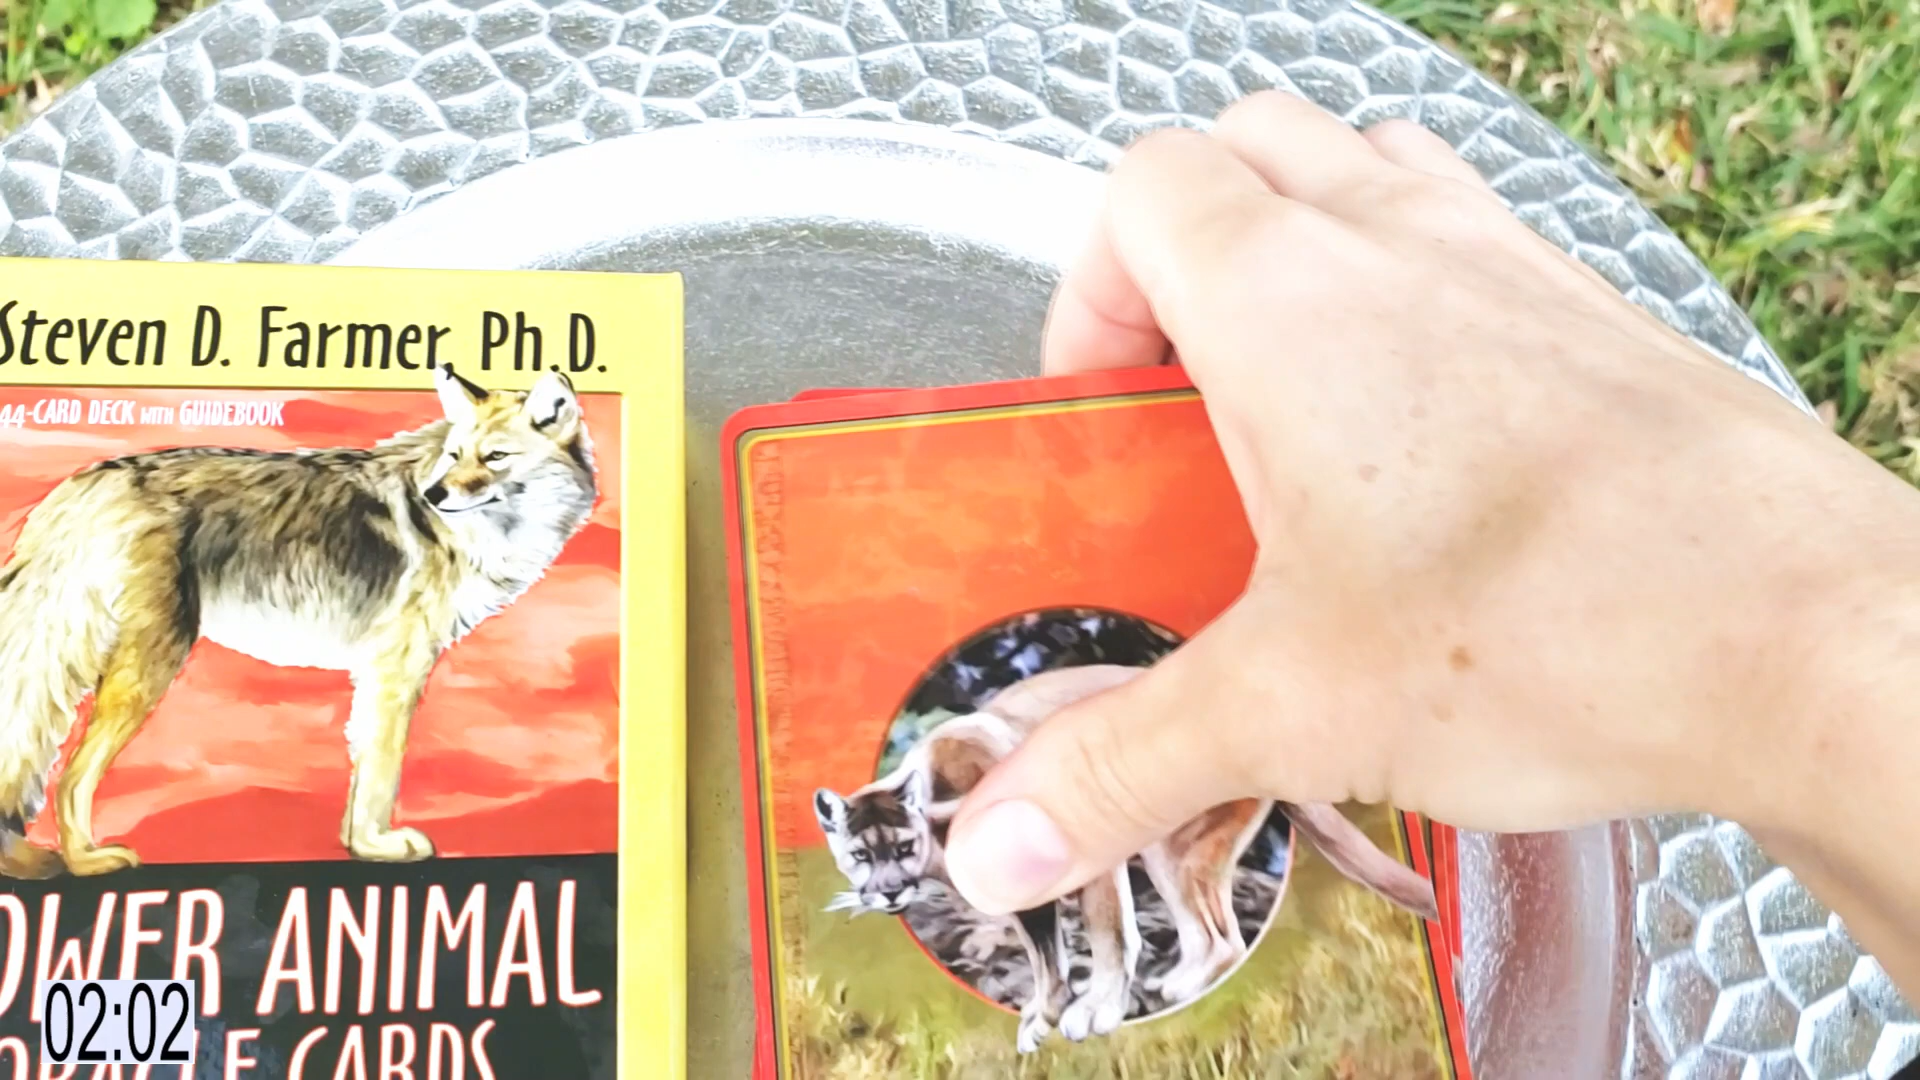 Steven D. Farmer, Ph.D.
44-CARD DECK WITH GUIDEBOOK
OWER ANIMAL
CARDS
02:02